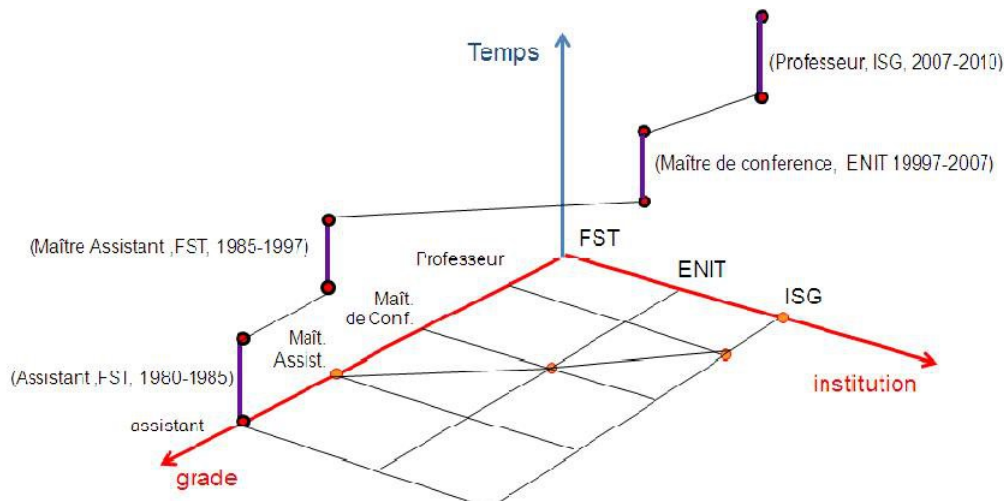 Temps
(Professeur, ISG, 2007-2010)
(Maître de conference, ENIT 19997-2007)
(Maître Assistant ,FST, 1985-1997)
FST
Professeur
ENIT
ISG
Maît.
de Conf.
Maît.
Assist.
(Assistant ,FST, 1980-1985)
institution
assistant
grade